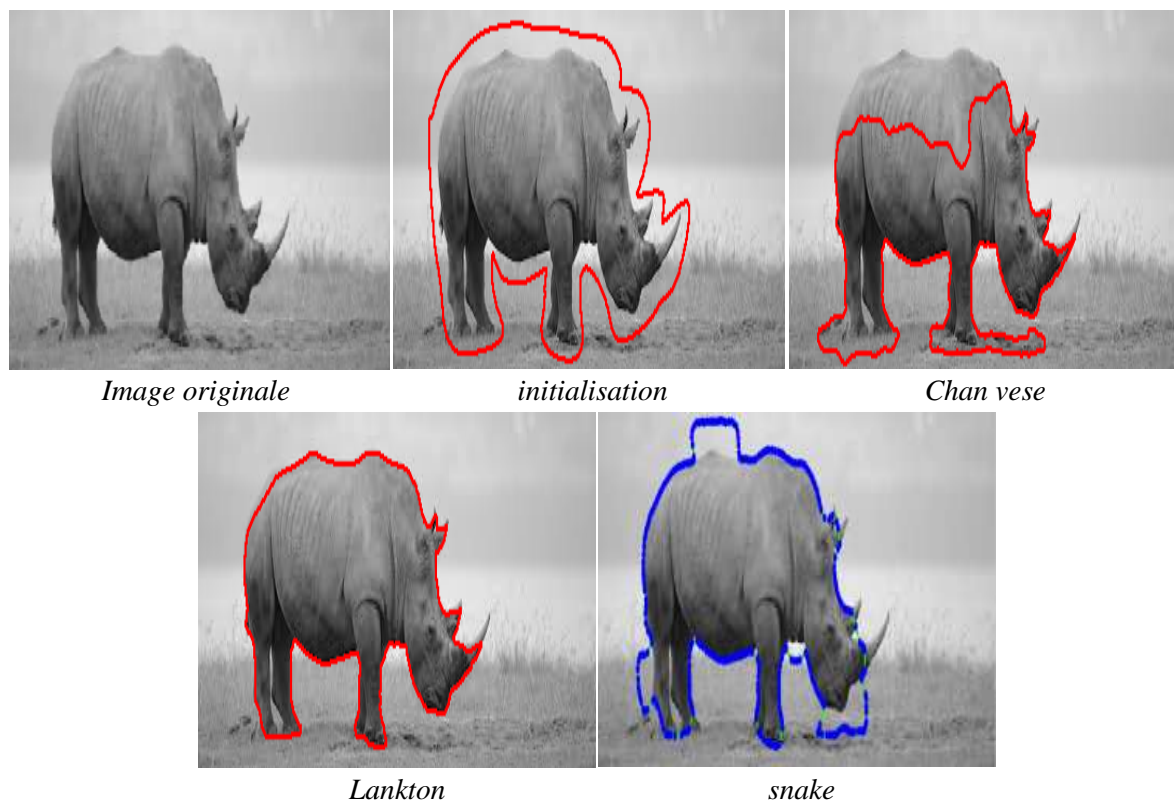 Image originale
initialisation
Chan vese
Lankton
snake